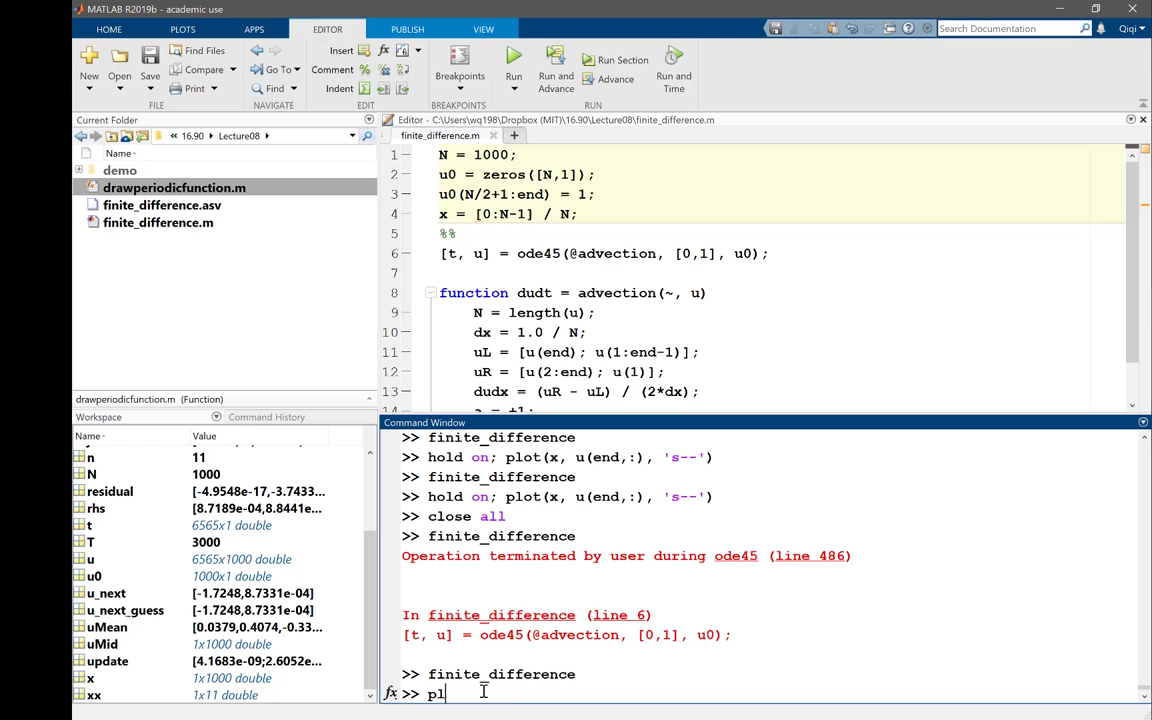 MATLAB R2019b - academic use
HOME PLOTS APPS EDITOR PUBLISH VIEW
Search Documentation Qiqi
New Open Save Find Files Compare Print
FILE
Go To Find
NAVIGATE
Insert
Comment
Indent
EDIT
Breakpoints
BREAKPOINTS
Run Run and Advance Run Section Advance Run and Time
RUN
Current Folder
« 16.90 Lecture08
Name
demo
drawperiodicfunction.m
finite_difference.asv
finite_difference.m
drawperiodicfunction.m (Function)
Workspace Command History
Name Value
n 11
N 1000
residual [-4.9548e-17,-3.7433...
rhs [8.7189e-04,8.8441e...
t 6565x1 double
T 3000
u 6565x1000 double
u0 1000x1 double
u_next [-1.7248,8.7331e-04]
u_next_guess [-1.7248,8.7331e-04]
uMean [0.0379,0.4074,-0.33...
uMid 1x1000 double
update [4.1683e-09;2.6052e...
x 1x1000 double
xx 1x11 double
Editor - C:\Users\wq198\Dropbox (MIT)\16.90\Lecture08\finite_difference.m
finite_difference.m
1 N = 1000;
2 u0 = zeros([N,1]);
3 u0(N/2+1:end) = 1;
4 x = [0:N-1] / N;
5 %%
6 [t, u] = ode45(@advection, [0,1], u0);
7
8 function dudt = advection(~, u)
9 N = length(u);
10 dx = 1.0 / N;
11 uL = [u(end); u(1:end-1)];
12 uR = [u(2:end); u(1)];
13 dudx = (uR - uL) / (2*dx);
14 a = +1;
Command Window
>> finite_difference
>> hold on; plot(x, u(end,:), 's--')
>> finite_difference
>> hold on; plot(x, u(end,:), 's--')
>> close all
>> finite_difference
Operation terminated by user during ode45 (line 486)
In finite_difference (line 6)
[t, u] = ode45(@advection, [0,1], u0);
>> finite_difference
fx >> pl